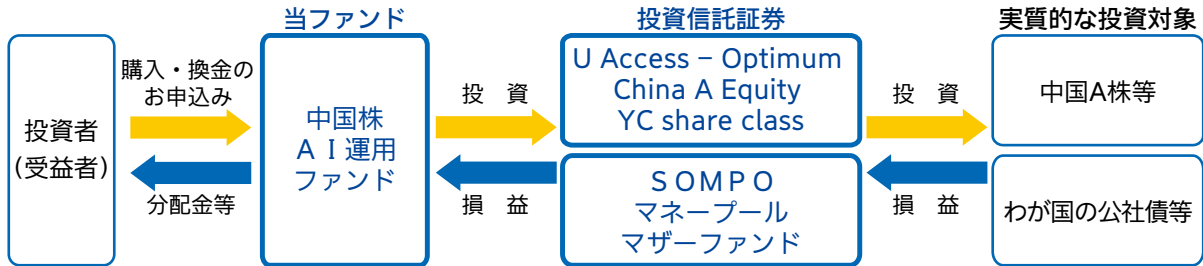 当ファンド
投資信託証券
実質的な投資対象
投資者
(受益者)
購入・換金の
お申込み
分配金等
中国株
ＡＩ運用
ファンド
投　資
損　益
U Access – Optimum
China A Equity
YC share class
ＳＯＭＰＯ
マネープール
マザーファンド
投　資
損　益
中国A株等
わが国の公社債等